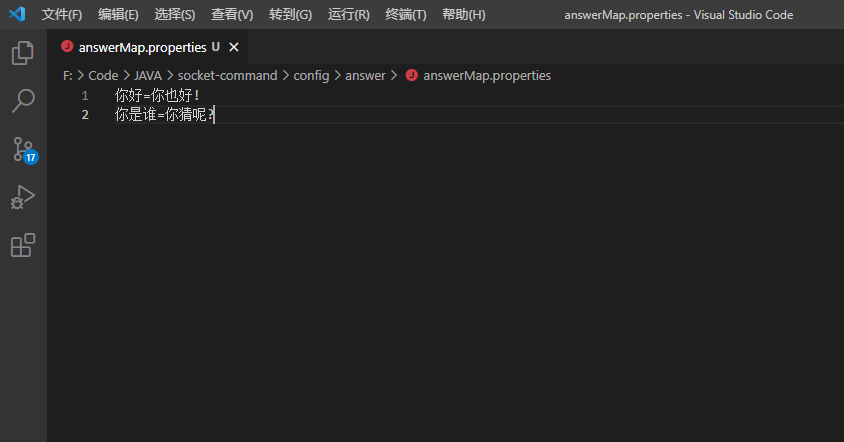 文件(F) 编辑(E) 选择(S) 查看(V) 转到(G) 运行(R) 终端(T) 帮助(H) answerMap.properties - Visual Studio Code
answerMap.properties U
F: > Code > JAVA > socket-command > config > answer > answerMap.properties
1 你好=你也好!
2 你是谁=你猜呢?
17